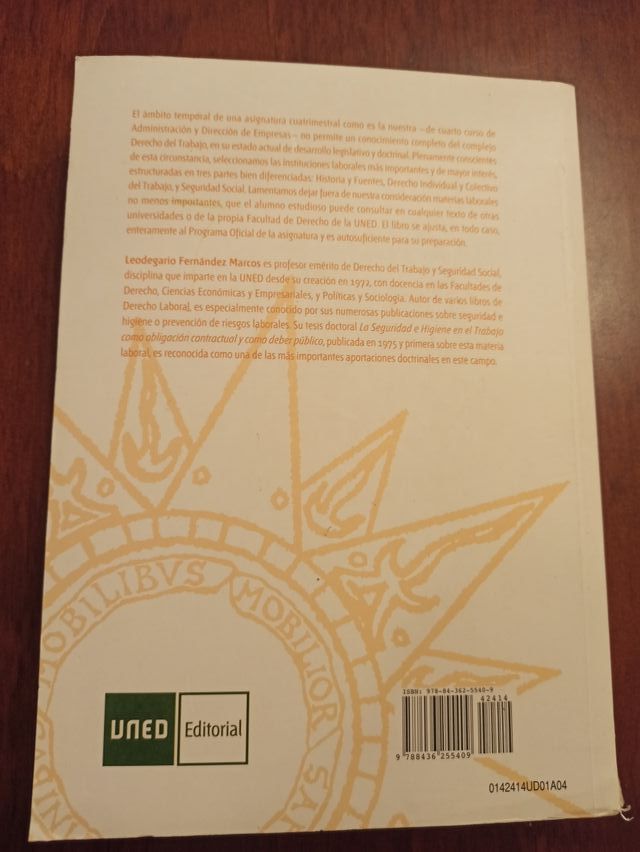 El ámbito temporal de una asignatura cuatrimestral como es la nuestra –de cuarto curso de
Administración y Dirección de Empresas– no permite un conocimiento completo del complejo
Derecho del Trabajo, en su estado actual de desarrollo legislativo y doctrinal. Plenamente conscientes
de esta circunstancia, seleccionamos las instituciones laborales más importantes y de mayor interés,
estructuradas en tres partes bien diferenciadas: Historia y Fuentes, Derecho Individual y Colectivo
del Trabajo, y Seguridad Social. Lamentamos dejar fuera de nuestra consideración materias laborales
no menos importantes, que el alumno estudioso puede consultar en cualquier texto de otras
universidades o de la propia Facultad de Derecho de la UNED. El libro se ajusta, en todo caso,
enteramente al Programa Oficial de la asignatura y es autosuficiente para su preparación.
Leodegario Fernández Marcos es profesor emérito de Derecho del Trabajo y Seguridad Social,
disciplina que imparte en la UNED desde su creación en 1972, con docencia en las Facultades de
Derecho, Ciencias Económicas y Empresariales, y Políticas y Sociología. Autor de varios libros de
Derecho Laboral, es especialmente conocido por sus numerosas publicaciones sobre seguridad e
higiene o prevención de riesgos laborales. Su tesis doctoral La Seguridad e Higiene en el Trabajo
como obligación contractual y como deber público, publicada en 1975 y primera sobre esta materia
laboral, es reconocida como una de las más importantes aportaciones doctrinales en este campo.
MOBILIBVS MOBILIOR SAP
UNED Editorial
ISBN: 978-84-362-5540-9
42414
9 788436 255409
0142414UD01A04